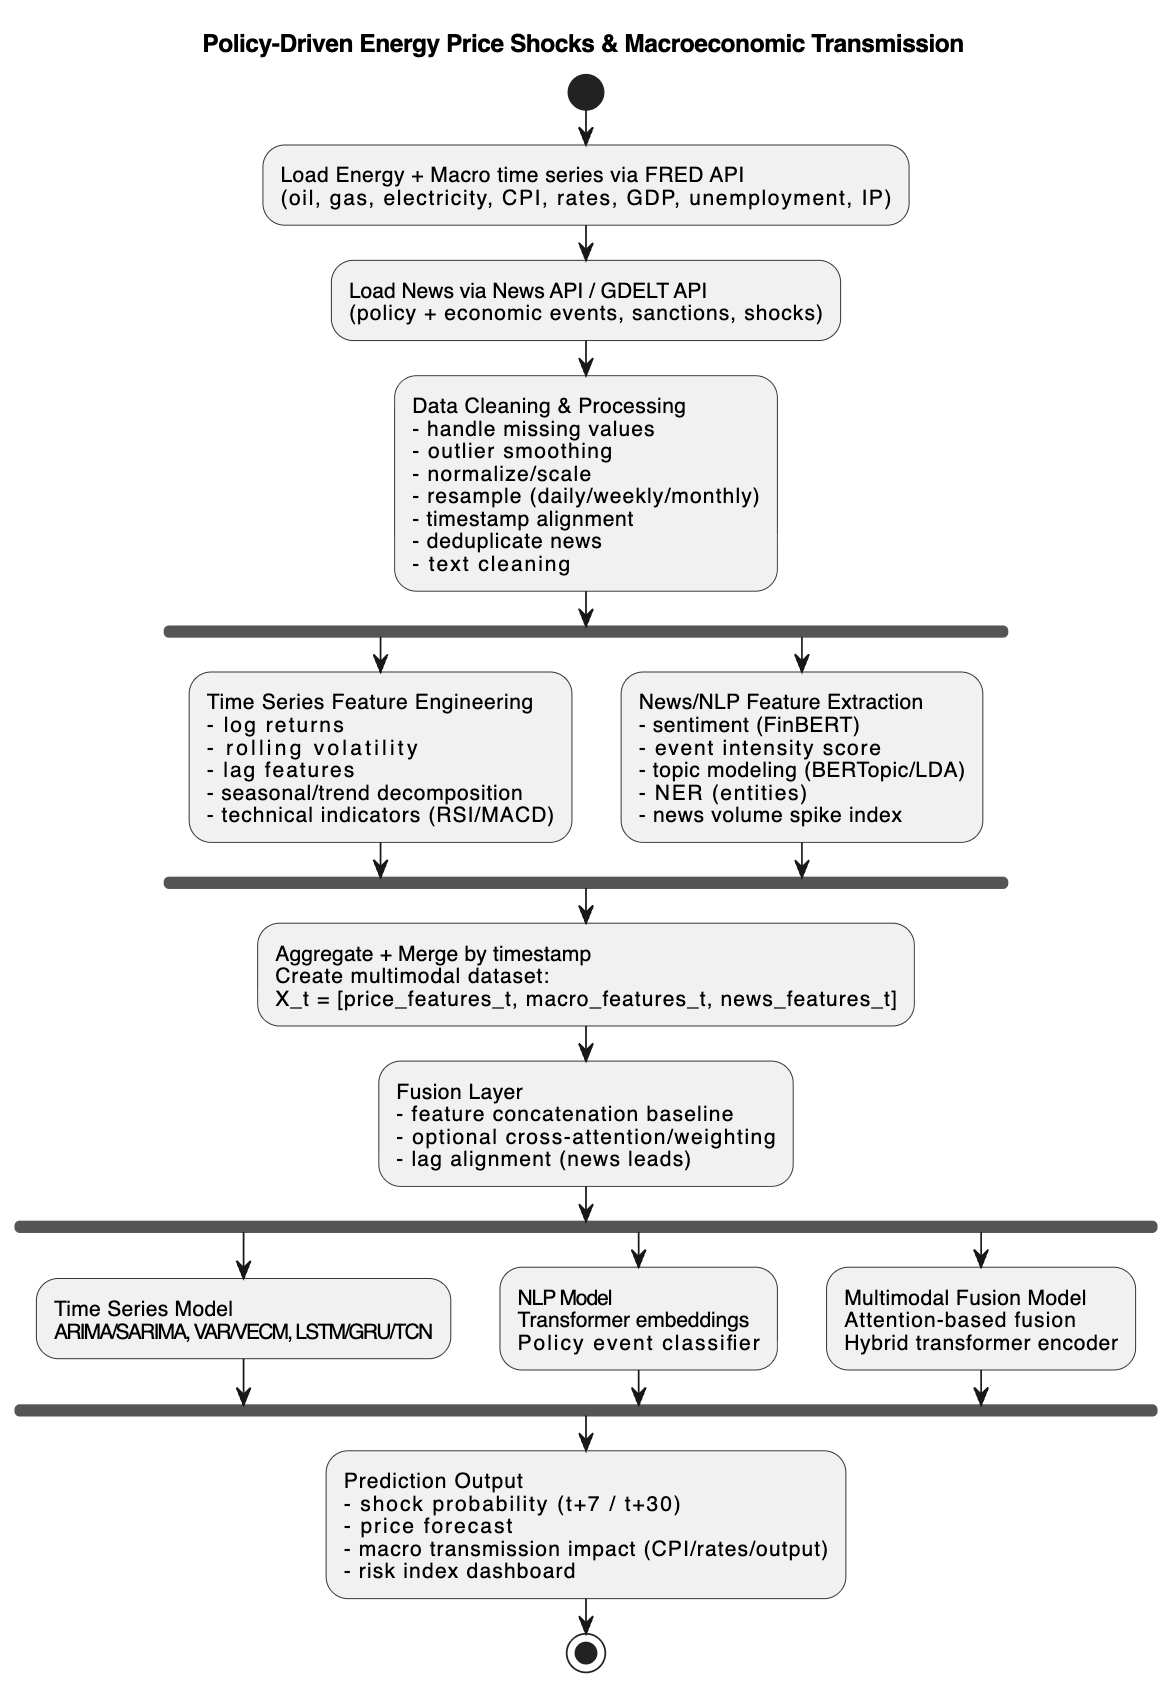 Policy-Driven Energy Price Shocks & Macroeconomic Transmission
Load Energy + Macro time series via FRED API
(oil, gas, electricity, CPI, rates, GDP, unemployment, IP)
Load News via News API / GDELT API
(policy + economic events, sanctions, shocks)
Data Cleaning & Processing
- handle missing values
- outlier smoothing
- normalize/scale
- resample (daily/weekly/monthly)
- timestamp alignment
- deduplicate news
- text cleaning
Time Series Feature Engineering
- log returns
- rolling volatility
- lag features
- seasonal/trend decomposition
- technical indicators (RSI/MACD)
News/NLP Feature Extraction
- sentiment (FinBERT)
- event intensity score
- topic modeling (BERTopic/LDA)
- NER (entities)
- news volume spike index
Aggregate + Merge by timestamp
Create multimodal dataset:
X_t = [price_features_t, macro_features_t, news_features_t]
Fusion Layer
- feature concatenation baseline
- optional cross-attention/weighting
- lag alignment (news leads)
Time Series Model
ARIMA/SARIMA, VAR/VECM, LSTM/GRU/TCN
NLP Model
Transformer embeddings
Policy event classifier
Multimodal Fusion Model
Attention-based fusion
Hybrid transformer encoder
Prediction Output
- shock probability (t+7 / t+30)
- price forecast
- macro transmission impact (CPI/rates/output)
- risk index dashboard